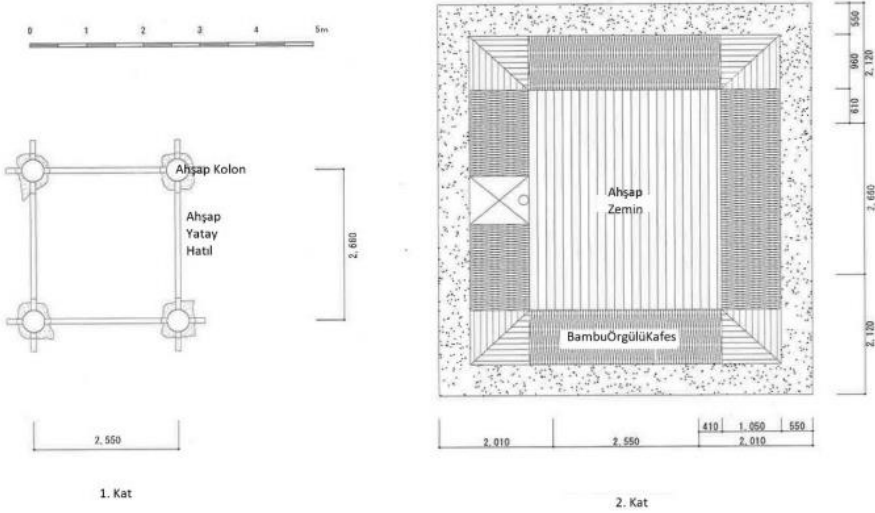 0 1 2 3 4 5m
Ahşap Kolon
Ahşap
Yatay
Hatıl
2,660
2,550
1. Kat
Ahşap
Zemin
BambuÖrgülüKafes
550
960
610
2,120
2,660
2,120
410 1,050 550
2,010 2,550 2,010
2. Kat